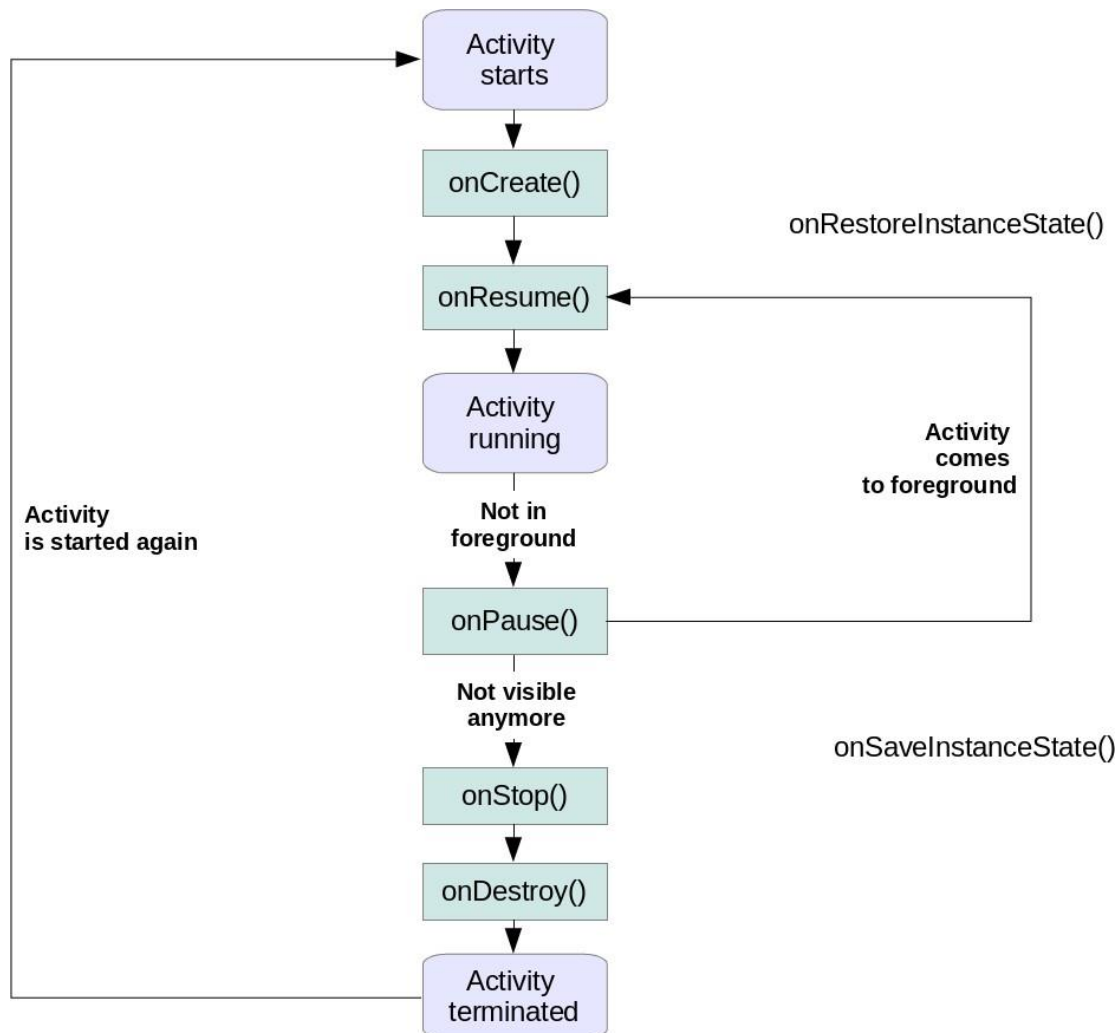 Activity
starts
onCreate()
onRestoreInstanceState()
onResume()
Activity
running
Activity
comes
to foreground
Activity
is started again
Not in
foreground
onPause()
Not visible
anymore
onSaveInstanceState()
onStop()
onDestroy()
Activity
terminated